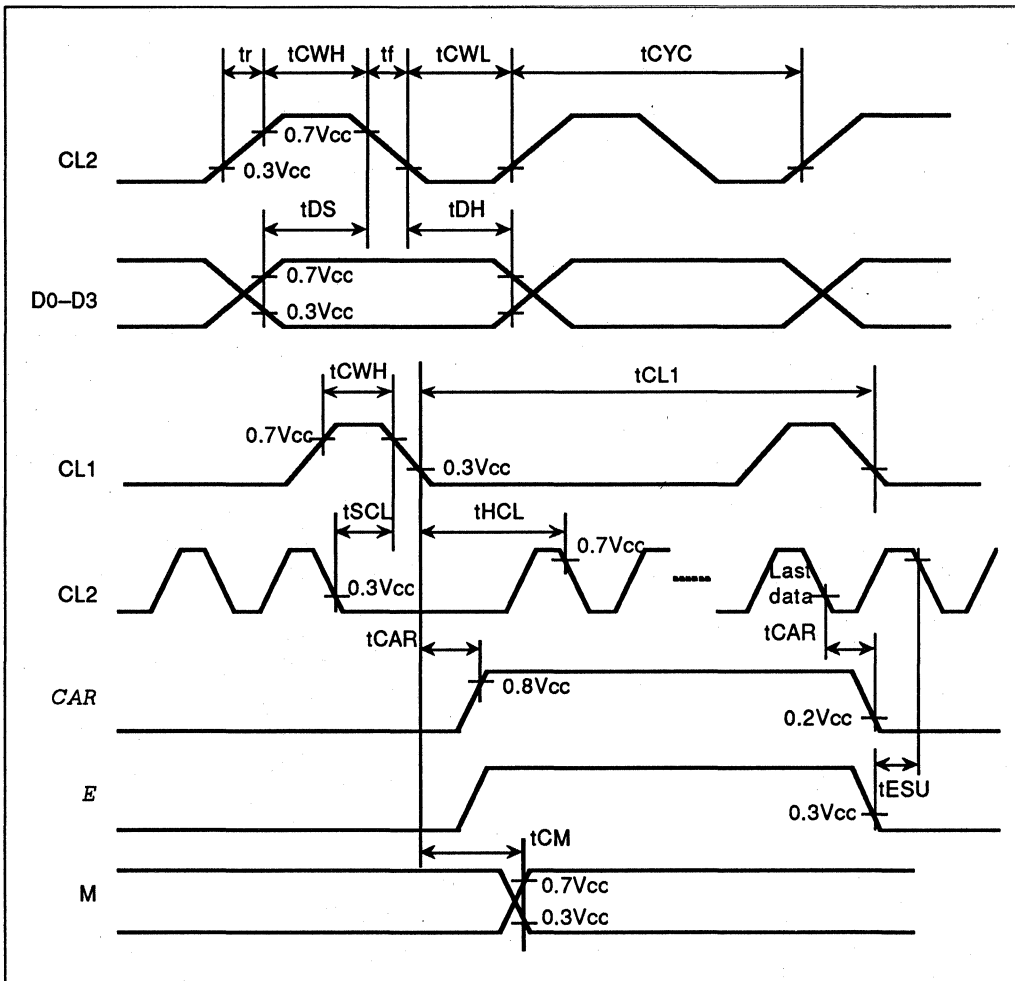 tr tCWH tf tCWL tCYC
0.7Vcc
CL2
0.3Vcc
tDS tDH
0.7Vcc
D0–D3
0.3Vcc
tCWH tCL1
0.7Vcc
CL1 0.3Vcc
tSCL tHCL
0.7Vcc
CL2 0.3Vcc Last
data
tCAR tCAR
CAR 0.8Vcc
0.2Vcc
E tESU
0.3Vcc
tCM
M 0.7Vcc
0.3Vcc